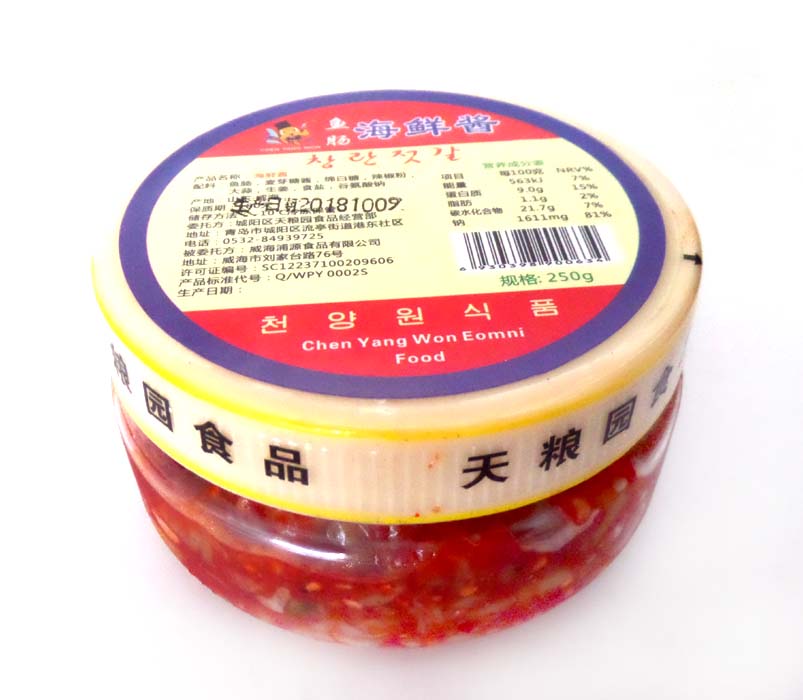 鱼肠 海鲜酱
창란젓갈
CHEN YANG WON
产品名称 海鲜酱
配料 鱼肠,麦芽糖酱,绵白糖,辣椒粉,
大蒜,生姜,食盐,谷氨酸钠
产地
保质期
20181009
储存方法:
委托方:城阳区天粮园食品经营部
地址:青岛市城阳区流亭街道港东社区
电话:0532-84939725
被委托方:威海浦源食品有限公司
地址:威海市刘家台路76号
许可证编号:SC12237100209606
产品标准代号:Q/WPY 0002S
生产日期:
营养成分表
项目 每100克 NRV%
能量 563kJ 7%
蛋白质 9.0g 15%
脂肪 1.1g 2%
碳水化合物 21.7g 7%
钠 1611mg 81%
规格:250g
천양원식품
Chen Yang Won Eomni
Food
粮园食品 天粮园食